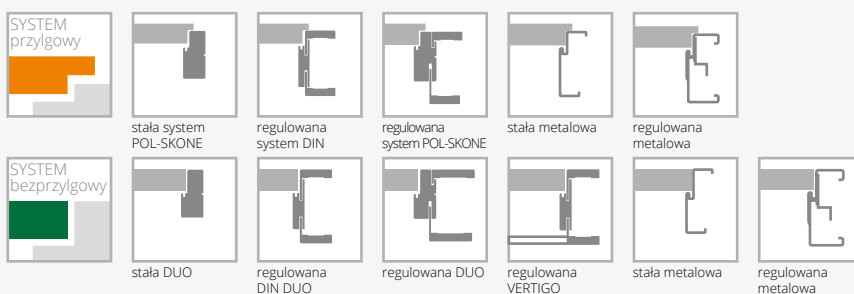 SYSTEM
przylgowy
stała system
POL-SKONE
regulowana
system DIN
regulowana
system POL-SKONE
stała metalowa
regulowana
metalowa
SYSTEM
bezprzylgowy
stała DUO
regulowana
DIN DUO
regulowana DUO
regulowana
VERTIGO
stała metalowa
regulowana
metalowa